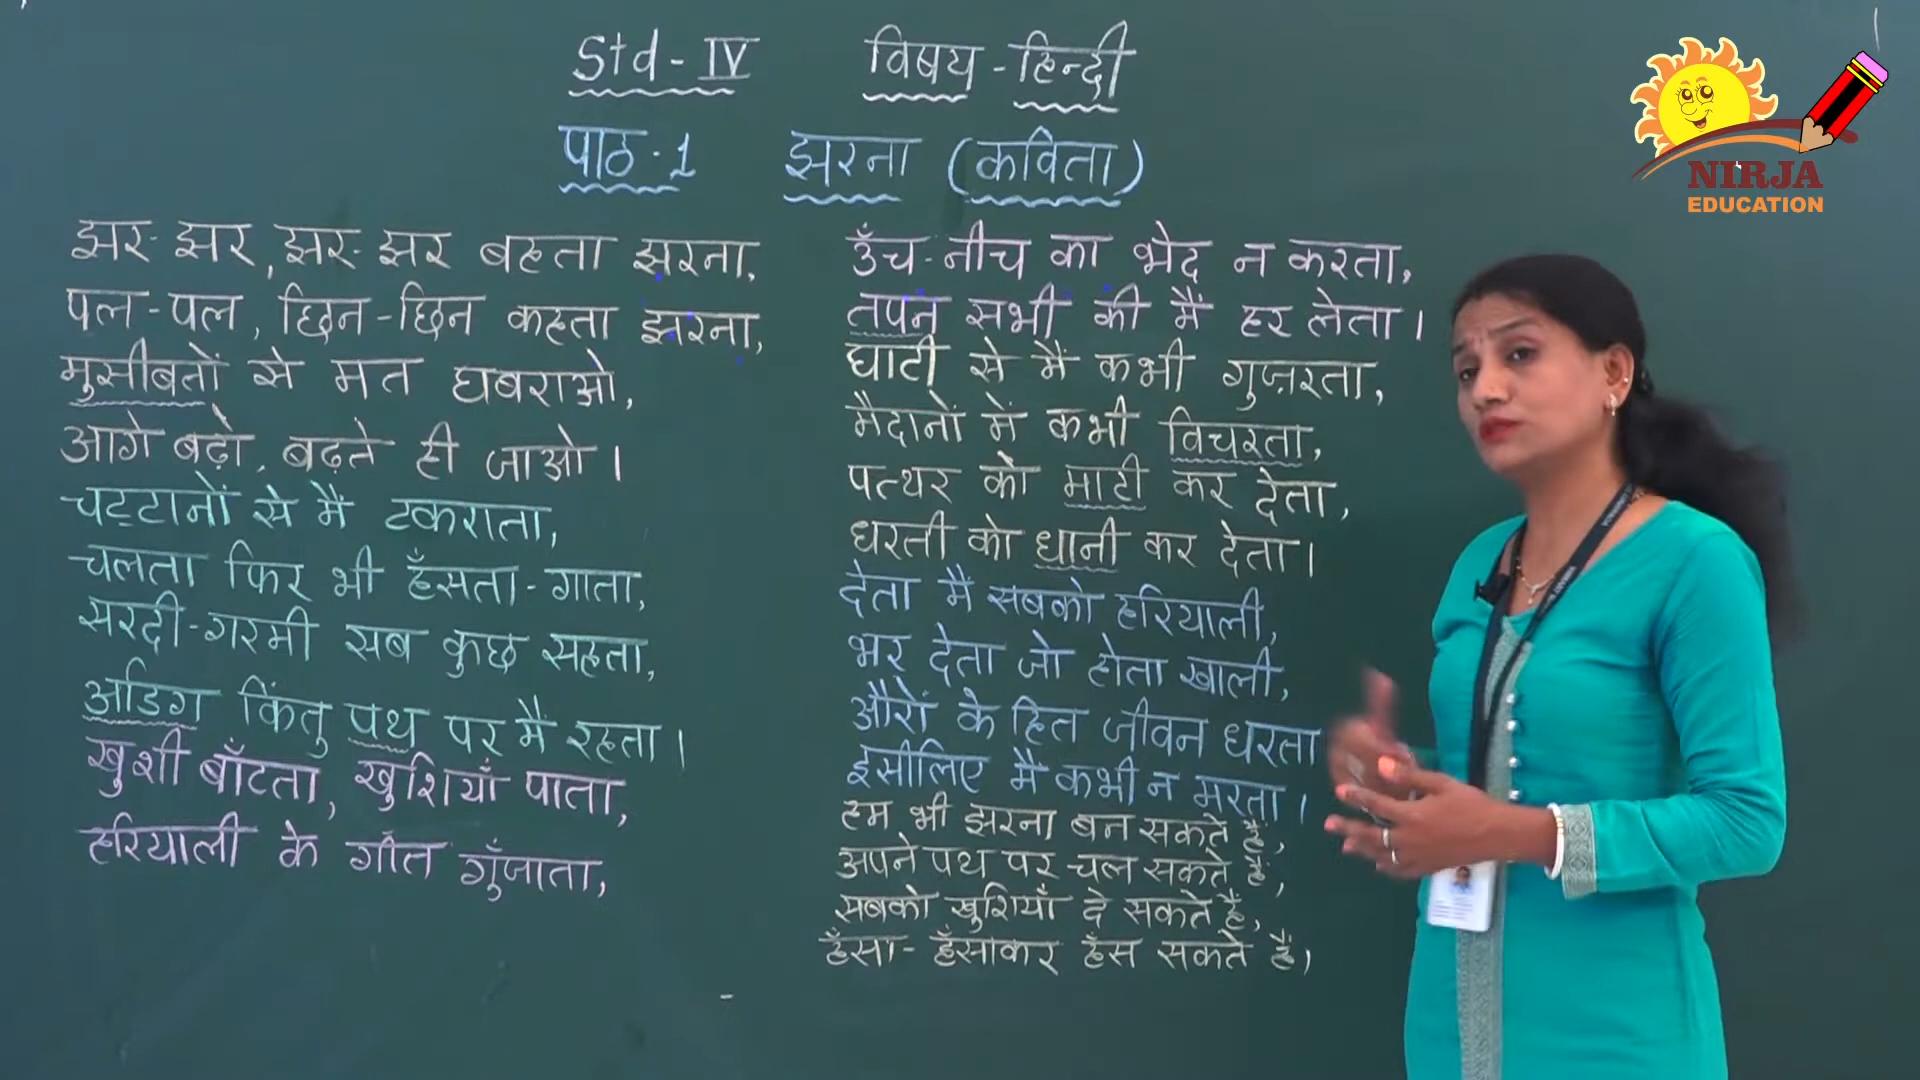 Std - IV विषय - हिन्दी
पाठ - 1 झरना (कविता)
झर-झर, झर-झर बहता झरना,
पल-पल, छिन-छिन कहता झरना,
मुसीबतों से मत घबराओ,
आगे बढ़ो, बढ़ते ही जाओ।
चट्टानों से मैं टकराता,
चलता फिर भी हँसता-गाता,
सरदी-गरमी सब कुछ सहता,
अडिग किंतु पथ पर मैं रहता।
खुशी बाँटता, खुशियाँ पाता,
हरियाली के गीत गुँजाता,
उँच-नीच का भेद न करता,
तपन सभी की मैं हर लेता।
घाटी से मैं कभी गुज़रता,
मैदानों में कभी विचरता,
पत्थर को माटी कर देता,
धरती को धानी कर देता।
देता मैं सबको हरियाली,
भर देता जो होता खाली,
औरों के हित जीवन धरता
इसीलिए मैं कभी न मरता।
हम भी झरना बन सकते हैं,
अपने पथ पर चल सकते हैं,
सबको खुशियाँ दे सकते हैं,
हँसा-हँसाकर हँस सकते हैं।
NIRJA
EDUCATION